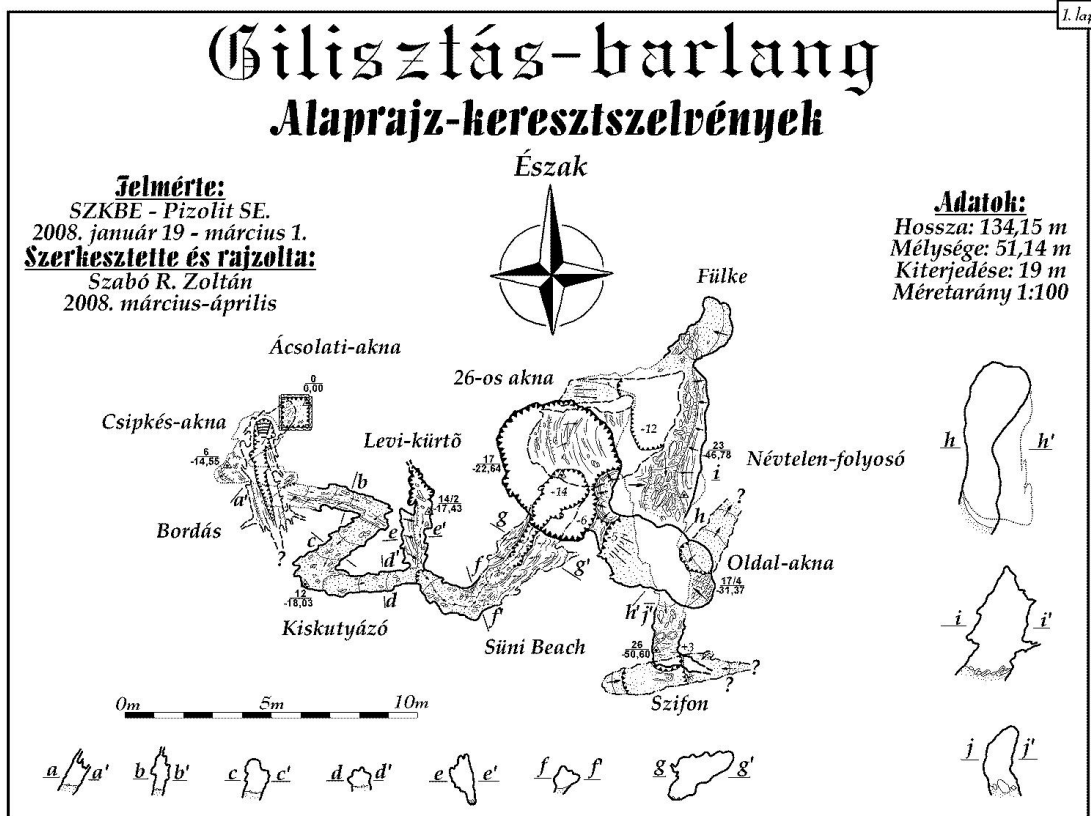 1. lap
Gilisztás-barlang
Alaprajz-keresztszelvények
Észak
Felmérte:
SZKBE - Pizolit SE.
2008. január 19 - március 1.
Szerkesztette és rajzolta:
Szabó R. Zoltán
2008. március-április
Adatok:
Hossza: 134,15 m
Mélysége: 51,14 m
Kiterjedése: 19 m
Méretarány 1:100
Fülke
Ácsolati-akna
0
0,00
26-os akna
Csipkés-akna
Levi-kürtõ
-12
6
-14,55
17
-22,64
23
-46,78
Névtelen-folyosó
h h'
a' b
14/2
-17,43
-14
i
?
Bordás
c
e e'
g
-6
h
?
d'
f
g'
Oldal-akna
12
-18,03
d
17/4
-31,37
Kiskutyázó
f'
h' j'
i i'
Süni Beach
26
-50,60
+3
?
?
Szifon
0m 5m 10m
j j'
a a' b b' c c' d d' e e' f f' g g'